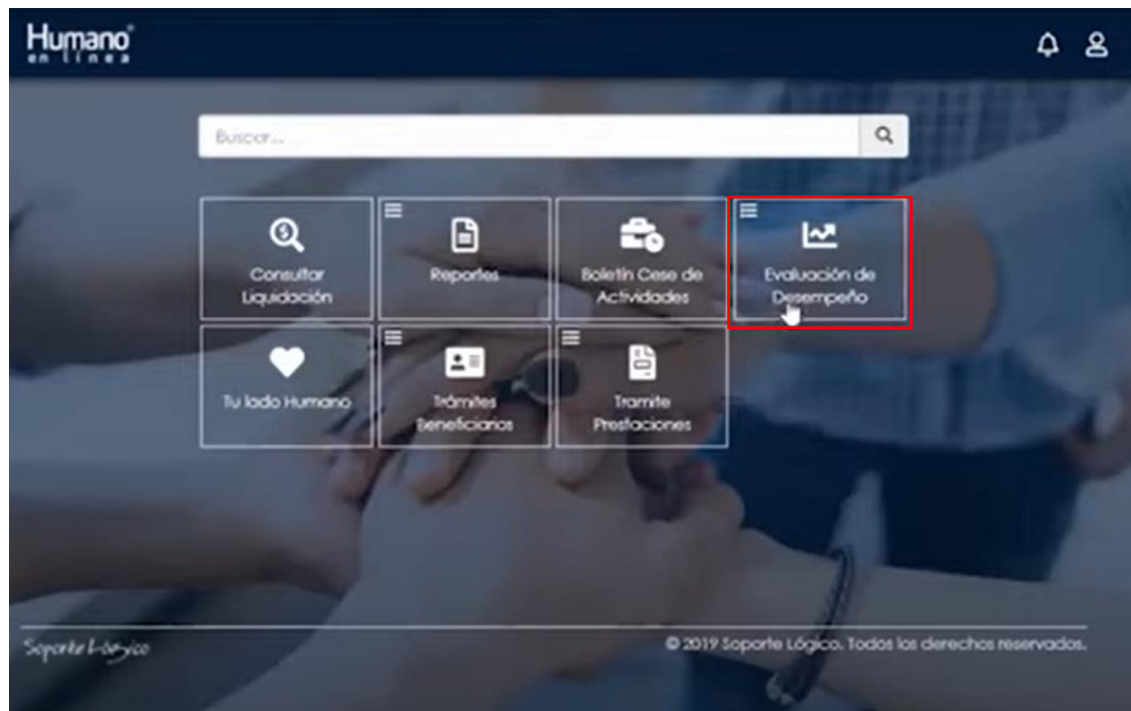 Humano®
en línea
Buscar...
Consultar
Liquidación
Reportes
Boletín Cese de
Actividades
Evaluación de
Desempeño
Tu lado Humano
Trámites
Beneficiarios
Tramite
Prestaciones
Soporte Lógico
© 2019 Soporte Lógico. Todos los derechos reservados.